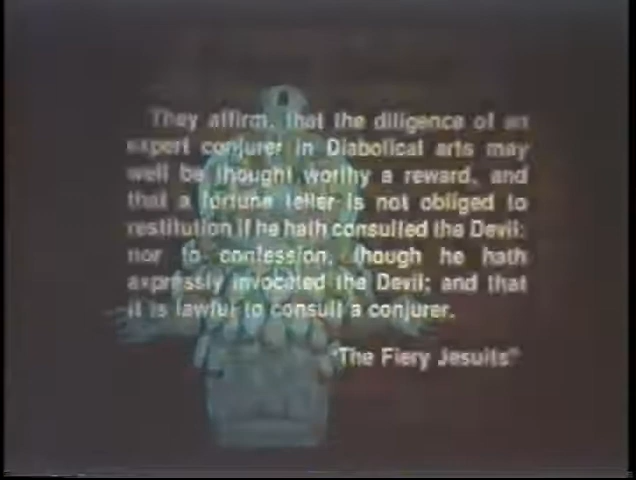 They affirm, that the diligence of an
expert conjurer in Diabolical arts may
well be thought worthy a reward, and
that a fortune teller is not obliged to
restitution if he hath consulted the Devil;
nor to confession, though he hath
expressly invocated the Devil; and that
it is lawful to consult a conjurer.
"The Fiery Jesuits"